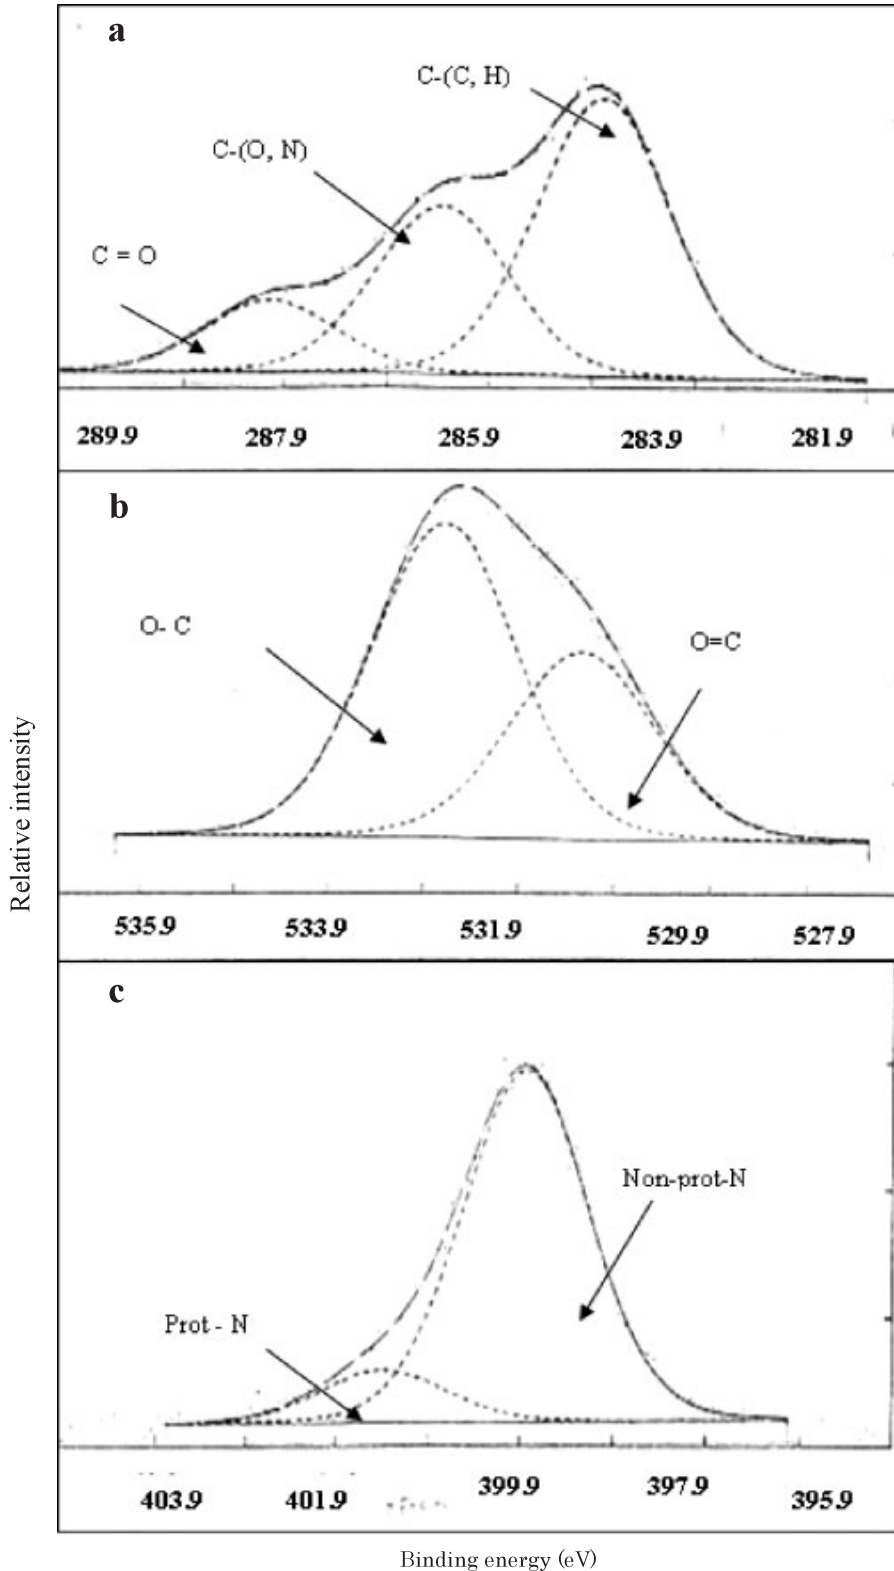 a
C-(C, H)
C-(O, N)
C = O
289.9 287.9 285.9 283.9 281.9
b
O- C
O=C
535.9 533.9 531.9 529.9 527.9
c
Non-prot-N
Prot - N
403.9 401.9 399.9 397.9 395.9
Relative intensity
Binding energy (eV)